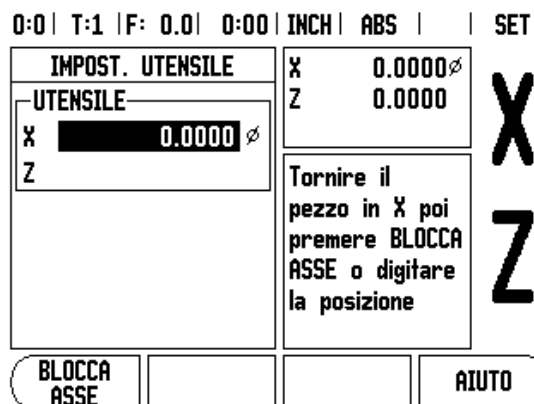 0:0 | T:1 | F: 0.0 | 0:00 | INCH | ABS | | SET
IMPOST. UTENSILE
UTENSILE
X 0.0000 ⌀
Z
X 0.0000⌀
Z 0.0000
Tornire il
pezzo in X poi
premere BLOCCA
ASSE o digitare
la posizione
X
Z
BLOCCA
ASSE
AIUTO